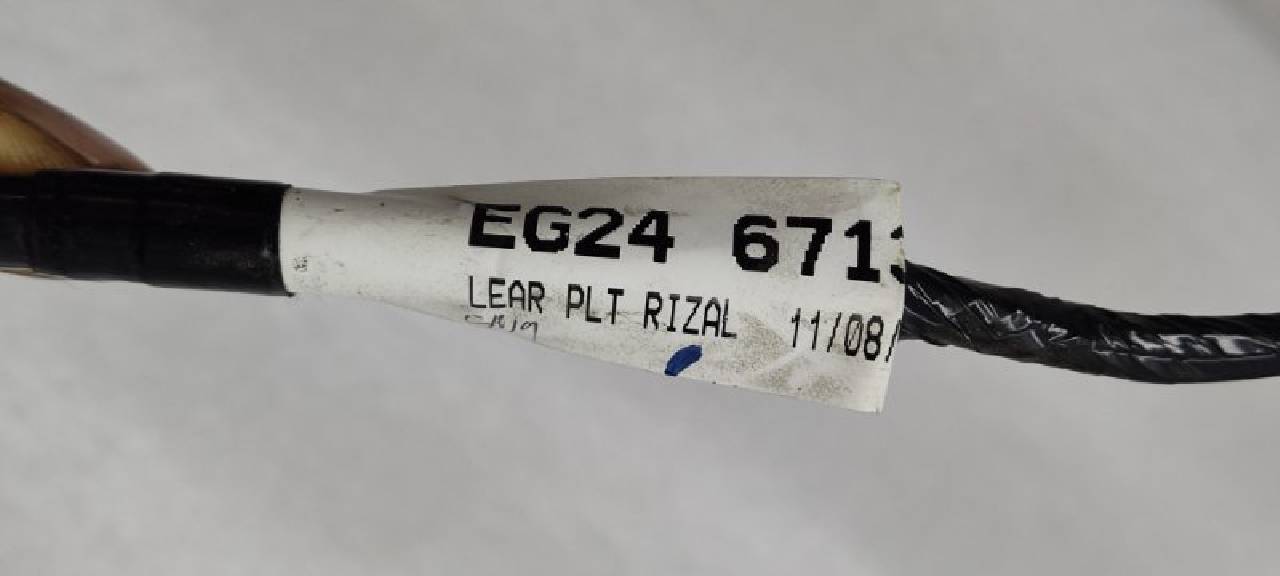 EG24 671
LEAR PLT RIZAL 11/08/